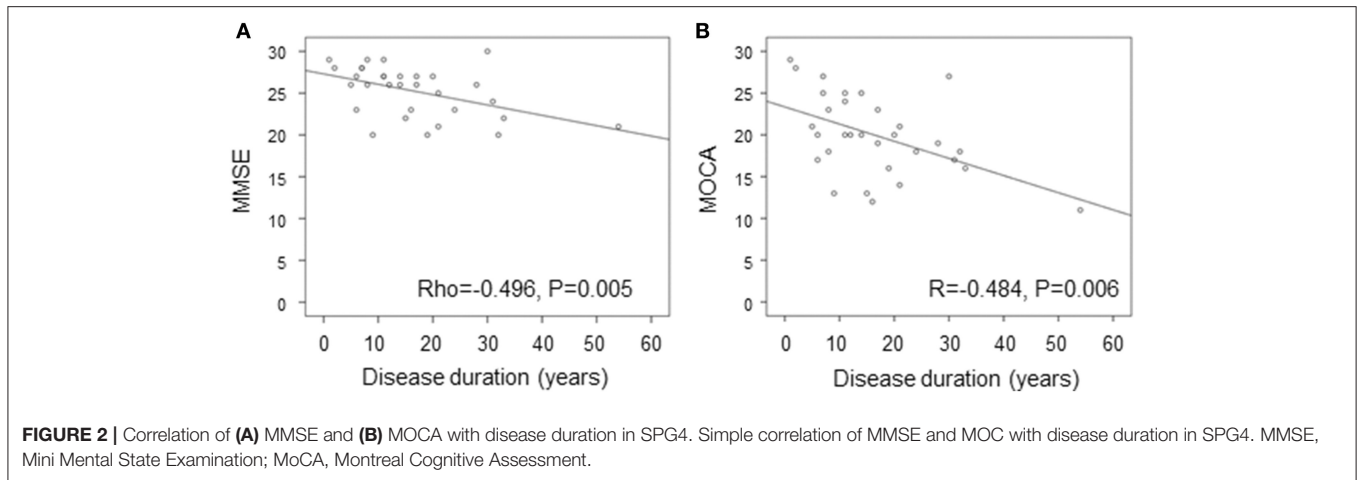 A
30
25
20
15
10
5
0
MMSE
Rho=-0.496, P=0.005
0 10 20 30 40 50 60
Disease duration (years)
B
30
25
20
15
10
5
0
MOCA
R=-0.484, P=0.006
0 10 20 30 40 50 60
Disease duration (years)
FIGURE 2 | Correlation of (A) MMSE and (B) MOCA with disease duration in SPG4. Simple correlation of MMSE and MOC with disease duration in SPG4. MMSE,
Mini Mental State Examination; MoCA, Montreal Cognitive Assessment.